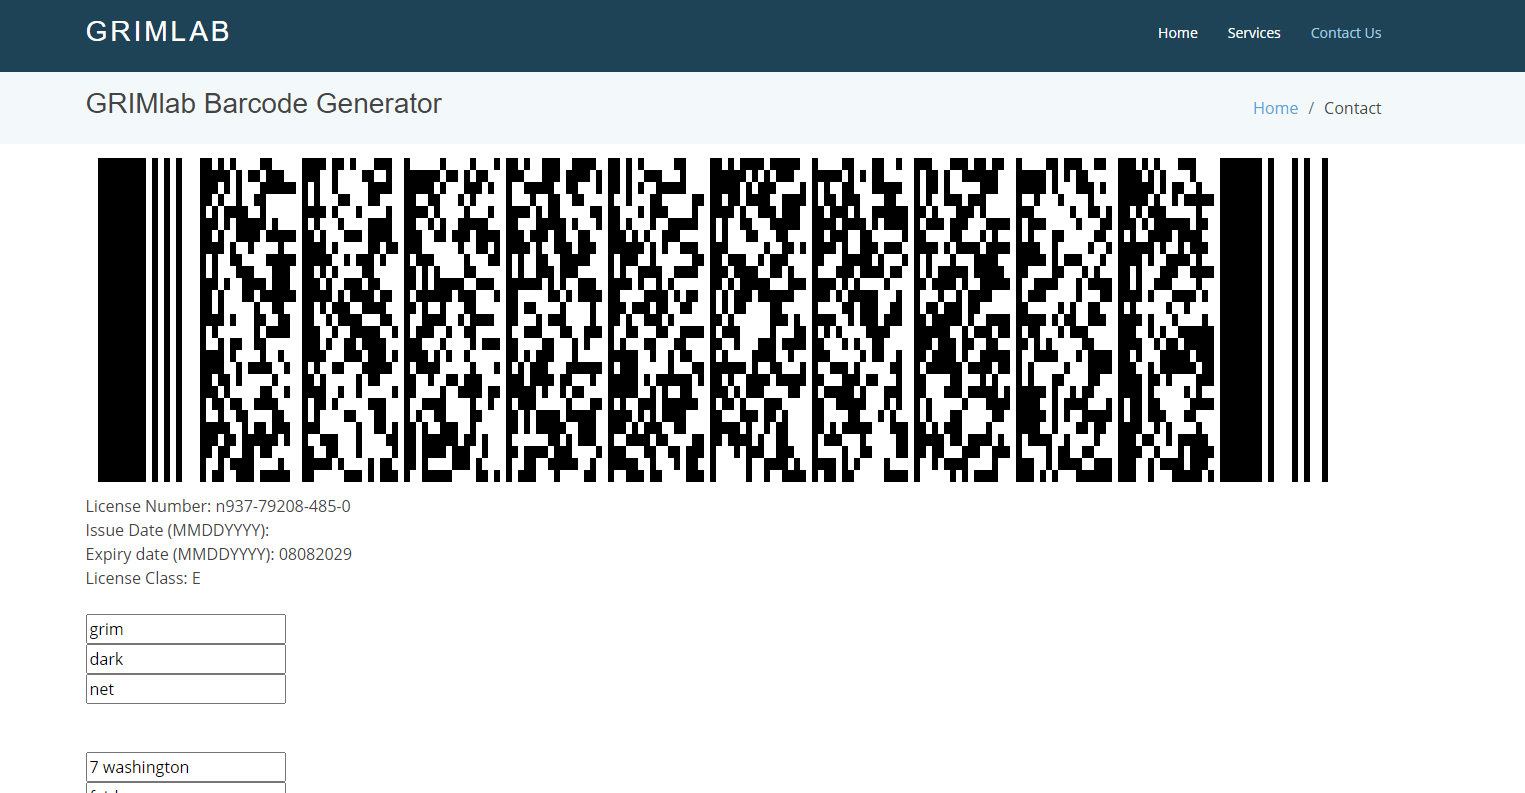 GRIMLAB
Home Services Contact Us
GRIMlab Barcode Generator
Home / Contact
License Number: n937-79208-485-0
Issue Date (MMDDYYYY):
Expiry date (MMDDYYYY): 08082029
License Class: E
grim
dark
net
7 washington